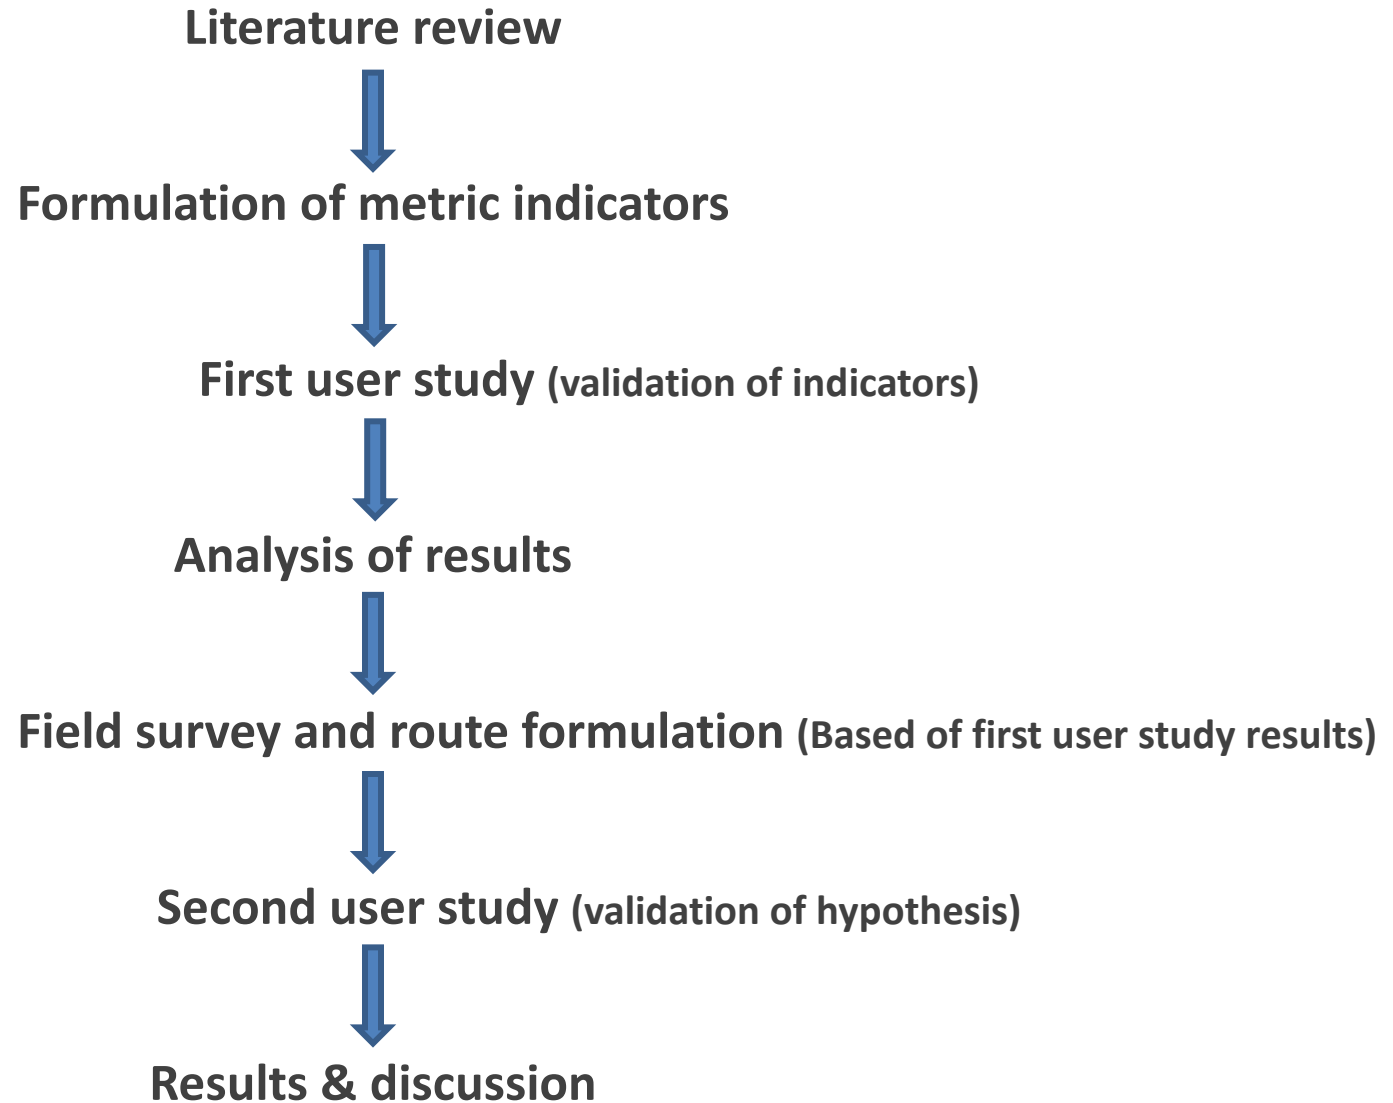 Literature review
Formulation of metric indicators
First user study (validation of indicators)
Analysis of results
Field survey and route formulation (Based of first user study results)
Second user study (validation of hypothesis)
Results & discussion